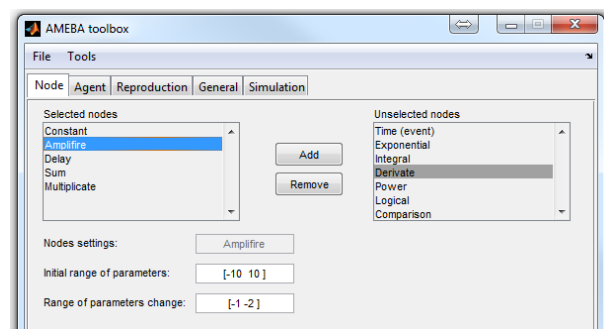 AMEBA toolbox
File Tools
Node Agent Reproduction General Simulation
Selected nodes
Constant
Amplifire
Delay
Sum
Multiplicate
Add
Remove
Unselected nodes
Time (event)
Exponential
Integral
Derivate
Power
Logical
Comparison
Nodes settings: Amplifire
Initial range of parameters: [-10 10 ]
Range of parameters change: [-1 -2 ]